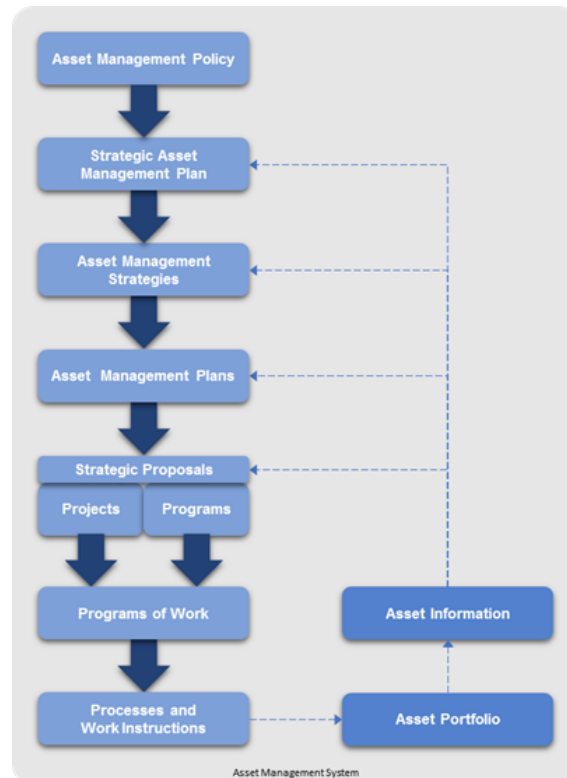 Asset Management Policy
Strategic Asset
Management Plan
Asset Management
Strategies
Asset Management Plans
Strategic Proposals
Projects
Programs
Programs of Work
Asset Information
Processes and
Work Instructions
Asset Portfolio
Asset Management System